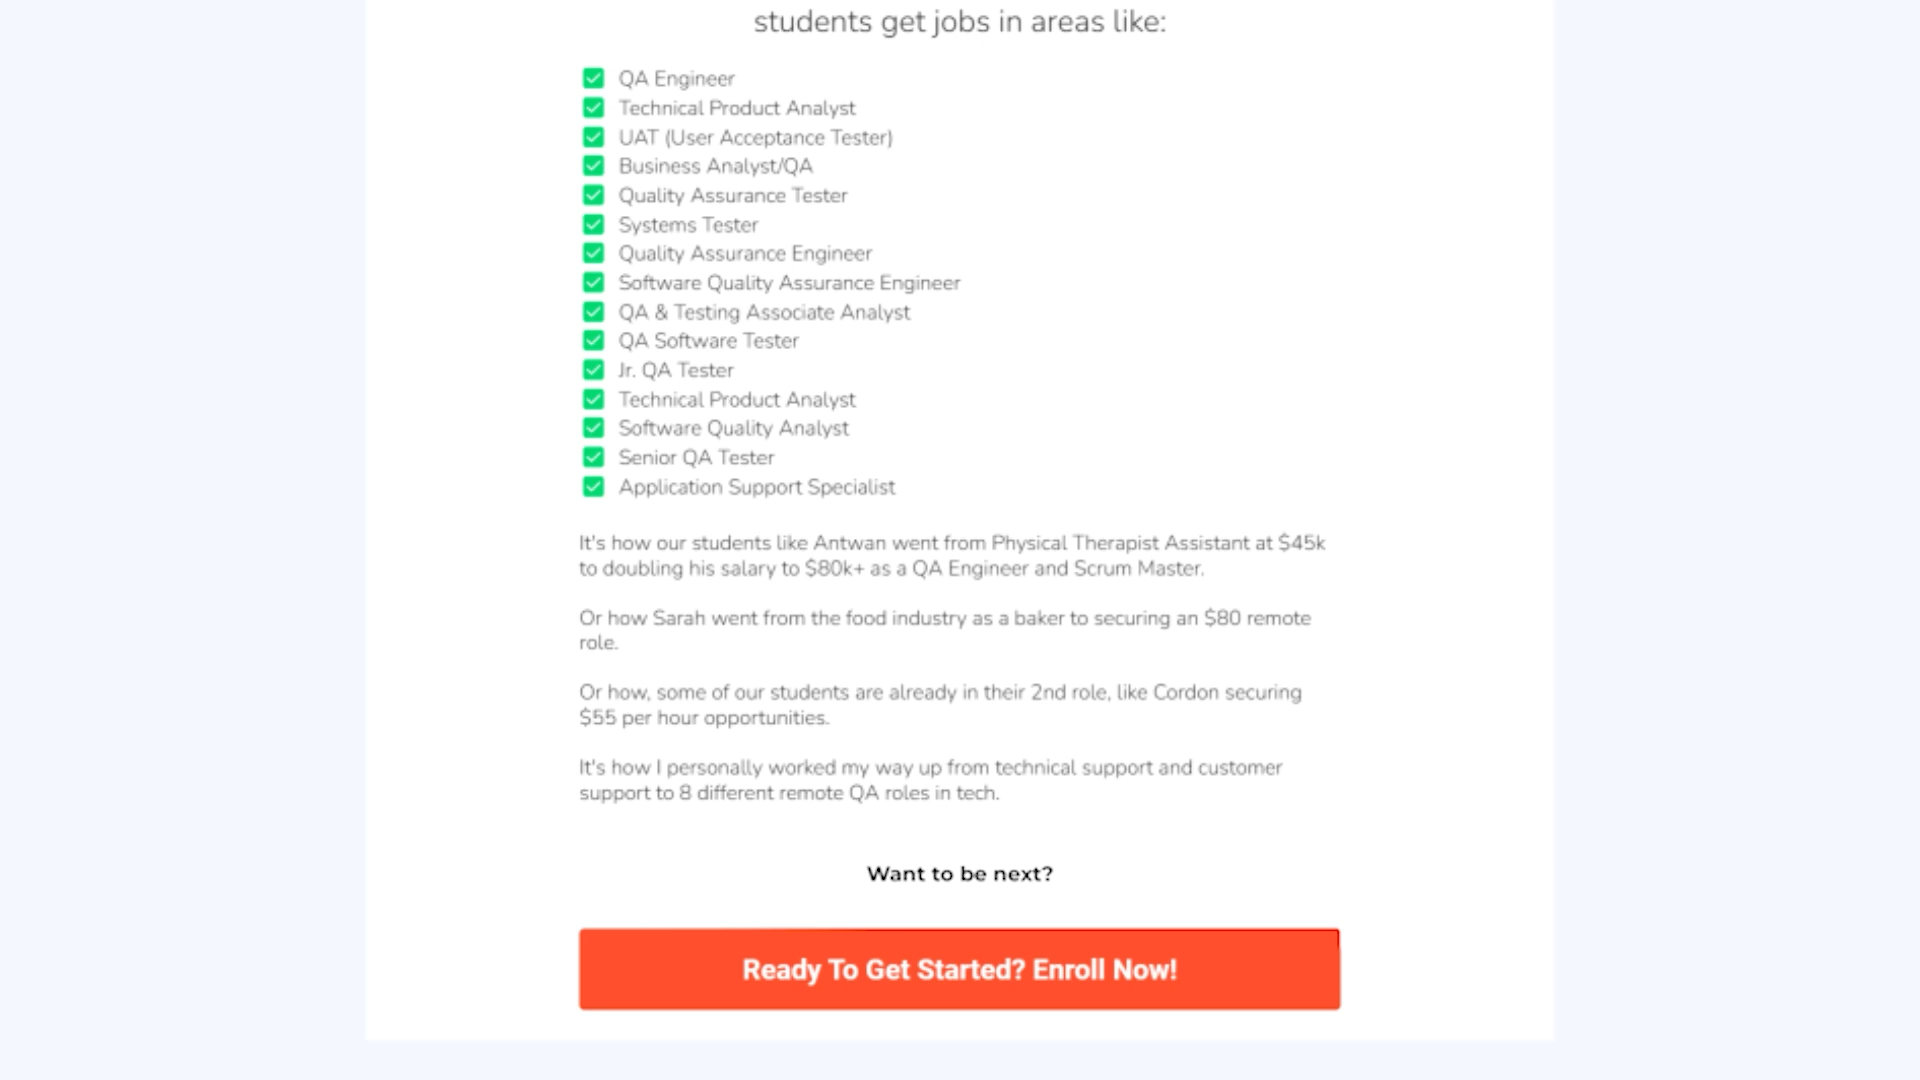 students get jobs in areas like:
QA Engineer
Technical Product Analyst
UAT (User Acceptance Tester)
Business Analyst/QA
Quality Assurance Tester
Systems Tester
Quality Assurance Engineer
Software Quality Assurance Engineer
QA & Testing Associate Analyst
QA Software Tester
Jr. QA Tester
Technical Product Analyst
Software Quality Analyst
Senior QA Tester
Application Support Specialist
It's how our students like Antwan went from Physical Therapist Assistant at $45k
to doubling his salary to $80k+ as a QA Engineer and Scrum Master.
Or how Sarah went from the food industry as a baker to securing an $80 remote
role.
Or how, some of our students are already in their 2nd role, like Cordon securing
$55 per hour opportunities.
It's how I personally worked my way up from technical support and customer
support to 8 different remote QA roles in tech.
Want to be next?
Ready To Get Started? Enroll Now!